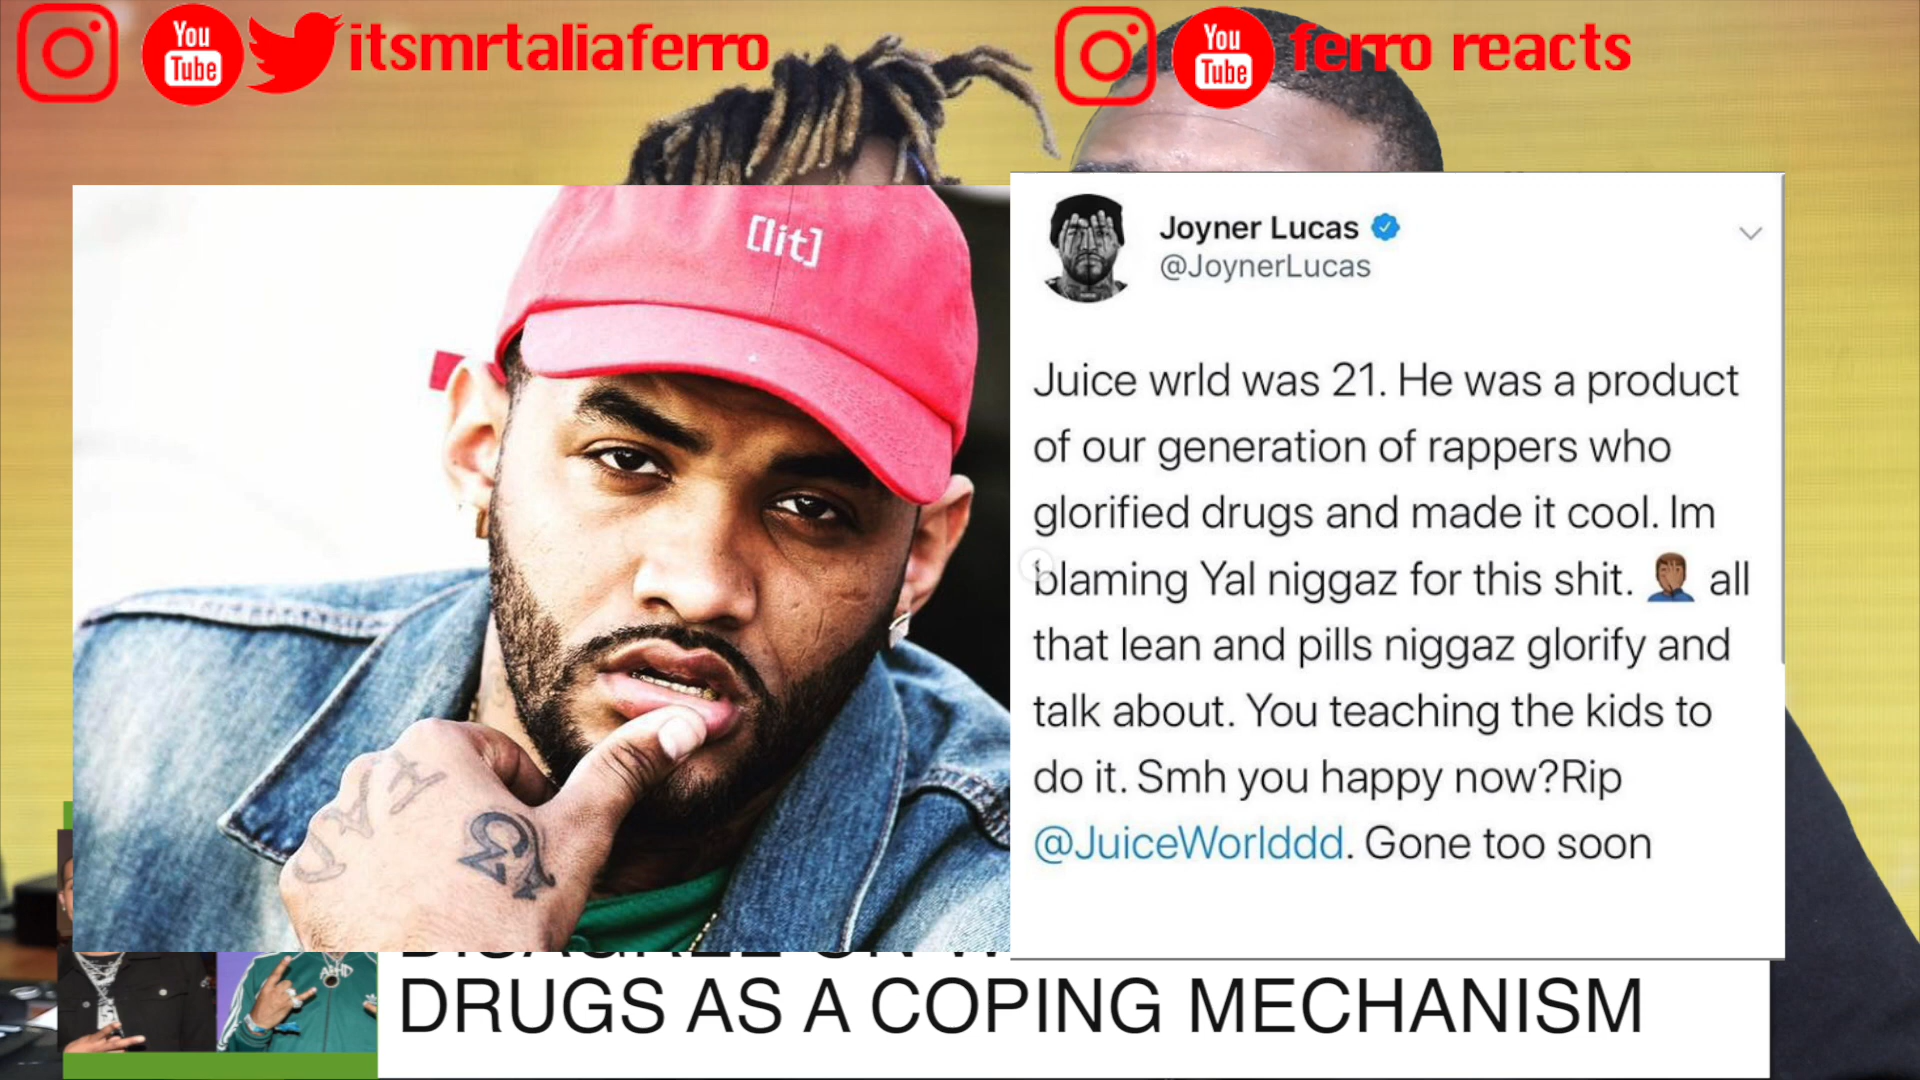 You
Tube
itsmrtaliaferro
You
Tube
ferro reacts
[lit]
Joyner Lucas
@JoynerLucas
Juice wrld was 21. He was a product
of our generation of rappers who
glorified drugs and made it cool. Im
blaming Yal niggaz for this shit. 🤦🏾‍♂️ all
that lean and pills niggaz glorify and
talk about. You teaching the kids to
do it. Smh you happy now?Rip
@JuiceWorlddd. Gone too soon
DRUGS AS A COPING MECHANISM